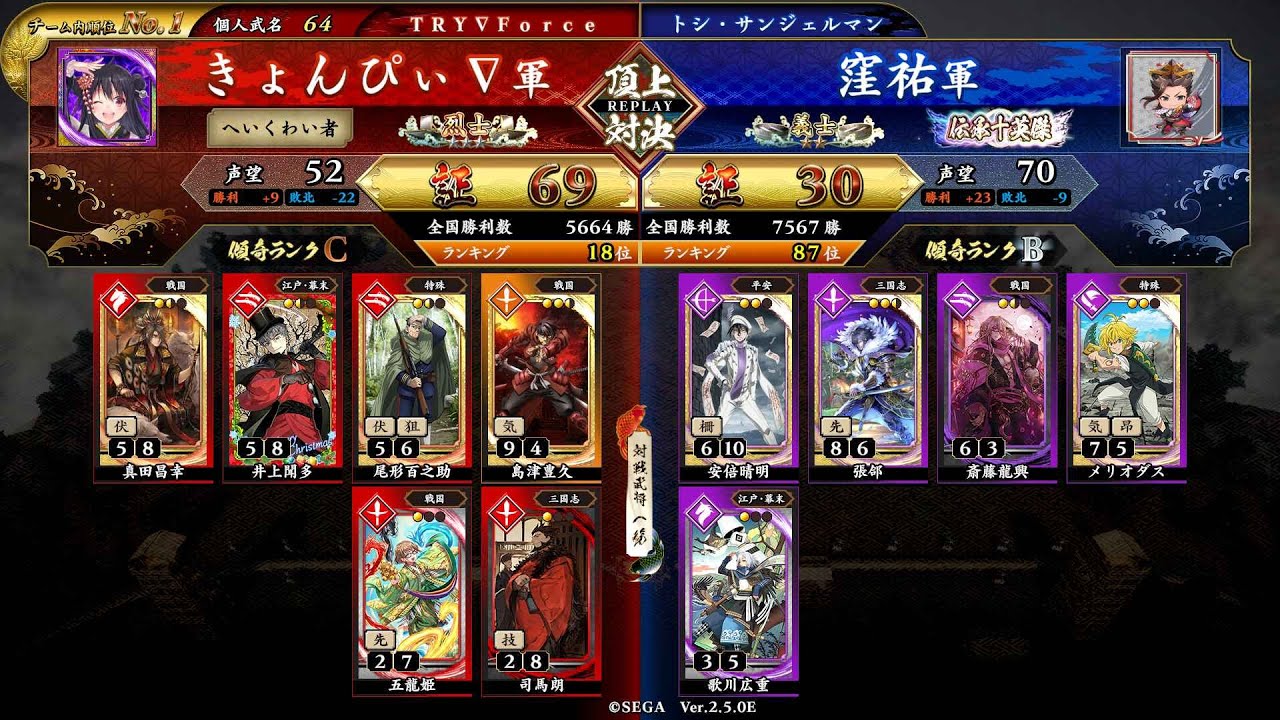 チーム内順位 No.1
個人武名 64
TRY∇Force
トシ・サンジェルマン
きょんぴぃ∇軍
頂上
REPLAY
対決
窪祐軍
へいくわい者
烈士
義士
伝承十英傑
声望 52
勝利 +9 敗北 -22
証 69
証 30
声望 70
勝利 +23 敗北 -9
全国勝利数 5664勝
全国勝利数 7567勝
傾奇ランク C
ランキング 18位
ランキング 87位
傾奇ランク B
戦国
江戸・幕末
特殊
戦国
平安
三国志
戦国
特殊
伏
伏 狙
気
柵
先
気 昂
5 8
5 8
5 6
9 4
6 10
8 6
6 3
7 5
Christmas
真田昌幸
井上聞多
尾形百之助
島津豊久
安倍晴明
張郃
斎藤龍興
メリオダス
対戦武将一覧
戦国
三国志
江戸・幕末
先
技
2 7
2 8
3 5
五龍姫
司馬朗
歌川広重
©SEGA Ver.2.5.0E